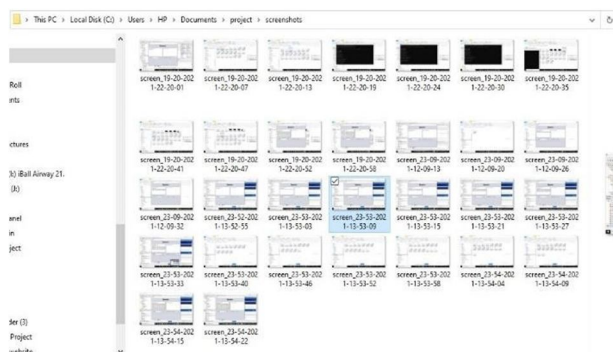 This PC > Local Disk (C:) > Users > HP > Documents > project > screenshots
Roll
nts
ctures
iBall Airway 21.
anel
in
ject
der (3)
Project
website
screen_19-20-202 screen_19-20-202 screen_19-20-202 screen_19-20-202 screen_19-20-202 screen_19-20-202 screen_19-20-202
1-22-20-01 1-22-20-07 1-22-20-13 1-22-20-19 1-22-20-24 1-22-20-30 1-22-20-35
screen_19-20-202 screen_19-20-202 screen_19-20-202 screen_19-20-202 screen_23-09-202 screen_23-09-202 screen_23-09-202
1-22-20-41 1-22-20-47 1-22-20-52 1-22-20-58 1-12-09-13 1-12-09-20 1-12-09-26
screen_23-09-202 screen_23-52-202 screen_23-53-202 screen_23-53-202 screen_23-53-202 screen_23-53-202 screen_23-53-202
1-12-09-32 1-13-52-55 1-13-53-03 1-13-53-09 1-13-53-15 1-13-53-21 1-13-53-27
screen_23-53-202 screen_23-53-202 screen_23-53-202 screen_23-53-202 screen_23-53-202 screen_23-54-202 screen_23-54-202
1-13-53-33 1-13-53-40 1-13-53-46 1-13-53-52 1-13-53-58 1-13-54-04 1-13-54-09
screen_23-54-202 screen_23-54-202
1-13-54-15 1-13-54-22